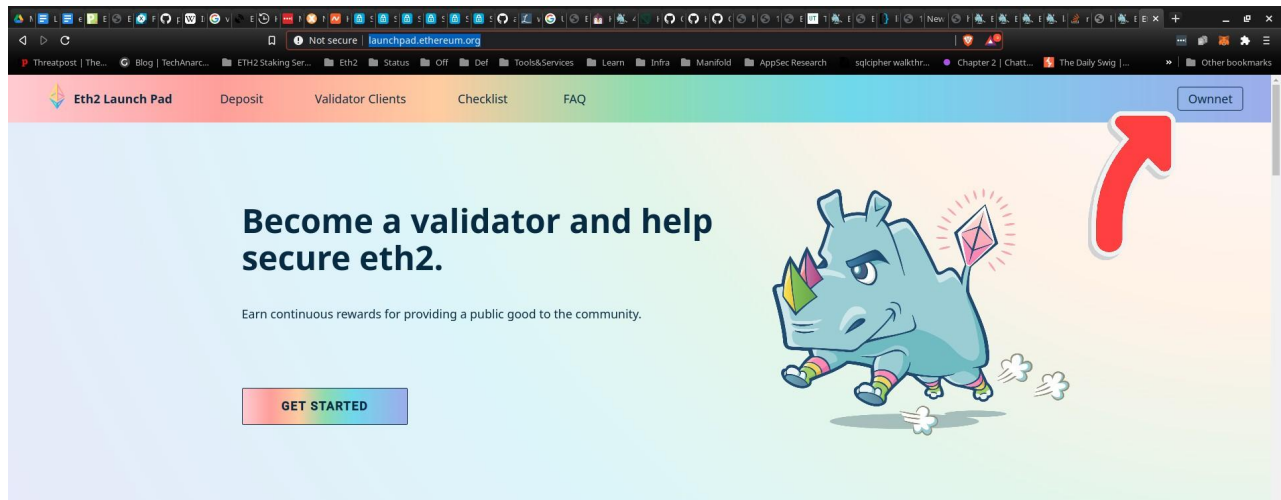 Not secure | launchpad.ethereum.org
Threatpost | The... Blog | TechAnarc... ETH2 Staking Ser... Eth2 Status Off Def Tools&Services Learn Infra Manifold AppSec Research sqlcipher walkthr... Chapter 2 | Chatt... The Daily Swig |... » Other bookmarks
Eth2 Launch Pad Deposit Validator Clients Checklist FAQ Ownnet
Become a validator and help
secure eth2.
Earn continuous rewards for providing a public good to the community.
GET STARTED